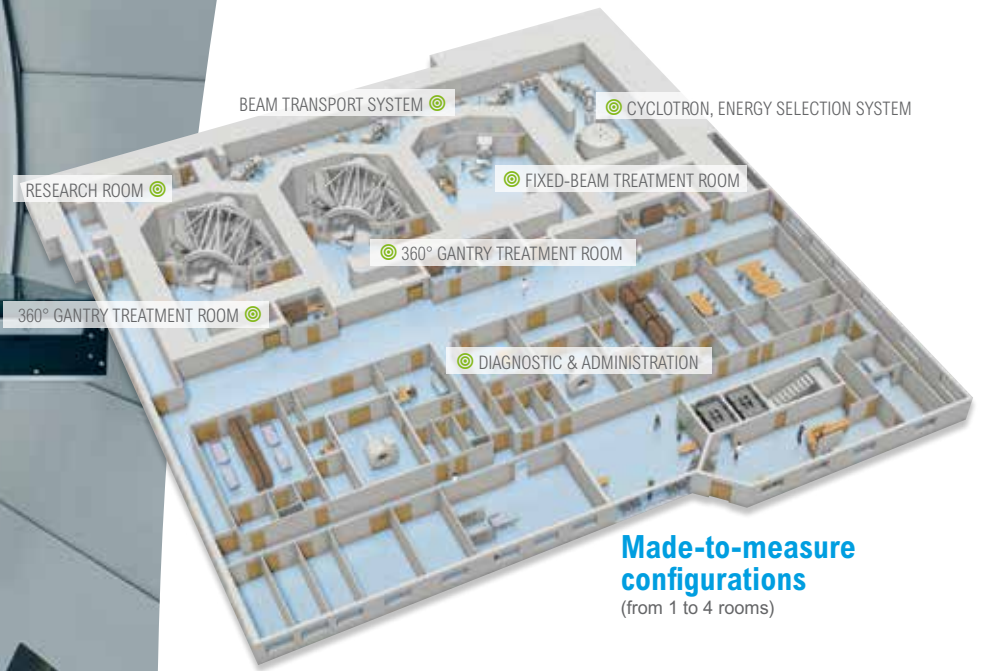 BEAM TRANSPORT SYSTEM
CYCLOTRON, ENERGY SELECTION SYSTEM
RESEARCH ROOM
FIXED-BEAM TREATMENT ROOM
360° GANTRY TREATMENT ROOM
360° GANTRY TREATMENT ROOM
DIAGNOSTIC & ADMINISTRATION
Made-to-measure
configurations
(from 1 to 4 rooms)